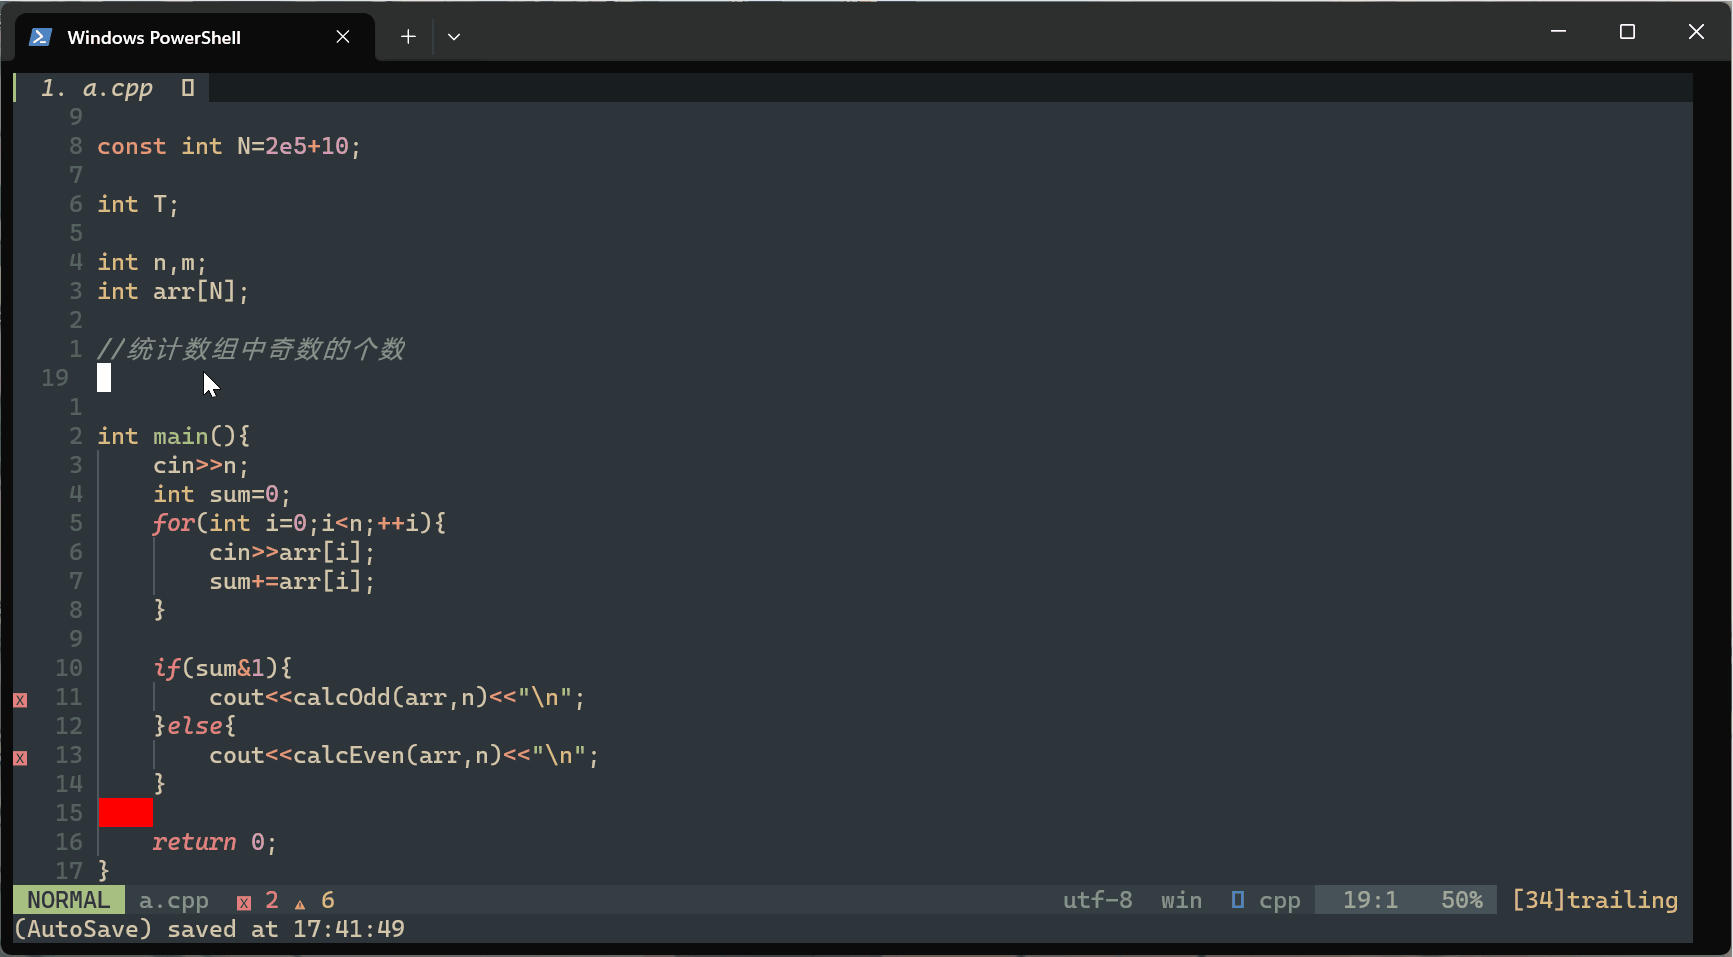 Windows PowerShell
1. a.cpp
9
8 const int N=2e5+10;
7
6 int T;
5
4 int n,m;
3 int arr[N];
2
1 //统计数组中奇数的个数
19
1
2 int main(){
3     cin>>n;
4     int sum=0;
5     for(int i=0;i<n;++i){
6         cin>>arr[i];
7         sum+=arr[i];
8     }
9
10     if(sum&1){
x 11         cout<<calcOdd(arr,n)<<"\n";
12     }else{
x 13         cout<<calcEven(arr,n)<<"\n";
14     }
15
16     return 0;
17 }
NORMAL a.cpp x 2 ▲ 6 utf-8 win cpp 19:1 50% [34]trailing
(AutoSave) saved at 17:41:49